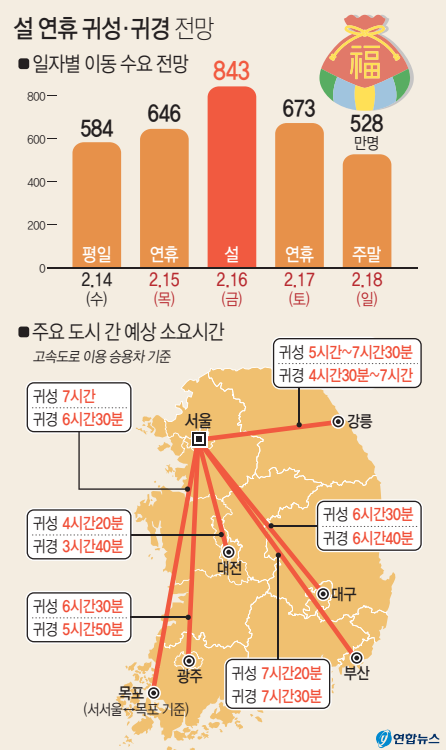 설 연휴 귀성·귀경 전망
■ 일자별 이동 수요 전망
福
843
800
673
646
584
528
만명
600
400
200
0
평일
연휴
설
연휴
주말
2.14
2.15
2.16
2.17
2.18
(수)
(목)
(금)
(토)
(일)
■ 주요 도시 간 예상 소요시간
고속도로 이용 승용차 기준
귀성 5시간~7시간30분
귀경 4시간30분~7시간
귀성 7시간
귀경 6시간30분
서울
강릉
귀성 6시간30분
귀경 6시간40분
귀성 4시간20분
귀경 3시간40분
대전
대구
귀성 6시간30분
귀경 5시간50분
광주
부산
귀성 7시간20분
귀경 7시간30분
목포
(서서울↔목포 기준)
연합뉴스